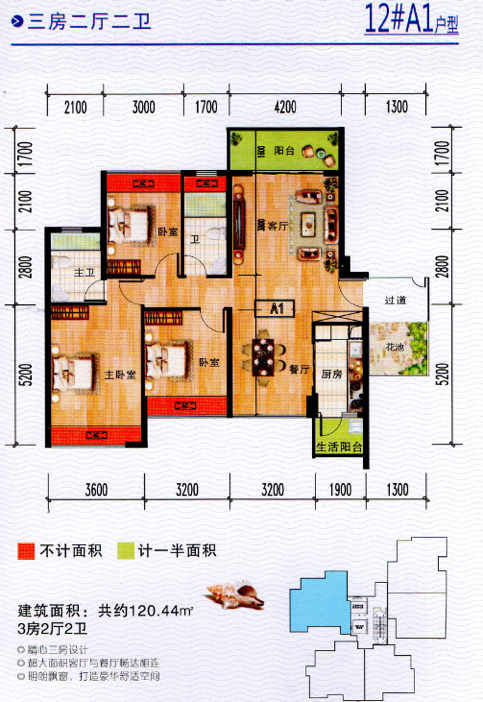 三房二厅二卫
12#A1户型
2100 3000 1700 4200 1300
1700
2100
2800
5200
1700
2100
2800
5200
阳台
1600
卧室
卫
客厅
主卫
A1
过道
主卧室
卧室
餐厅
厨房
花池
生活阳台
3600 3200 3200 1900 1300
不计面积 计一半面积
建筑面积：共约120.44㎡
3房2厅2卫
精心三房设计
超大面积客厅与餐厅畅达相连
明朗飘窗，打造豪华舒适空间